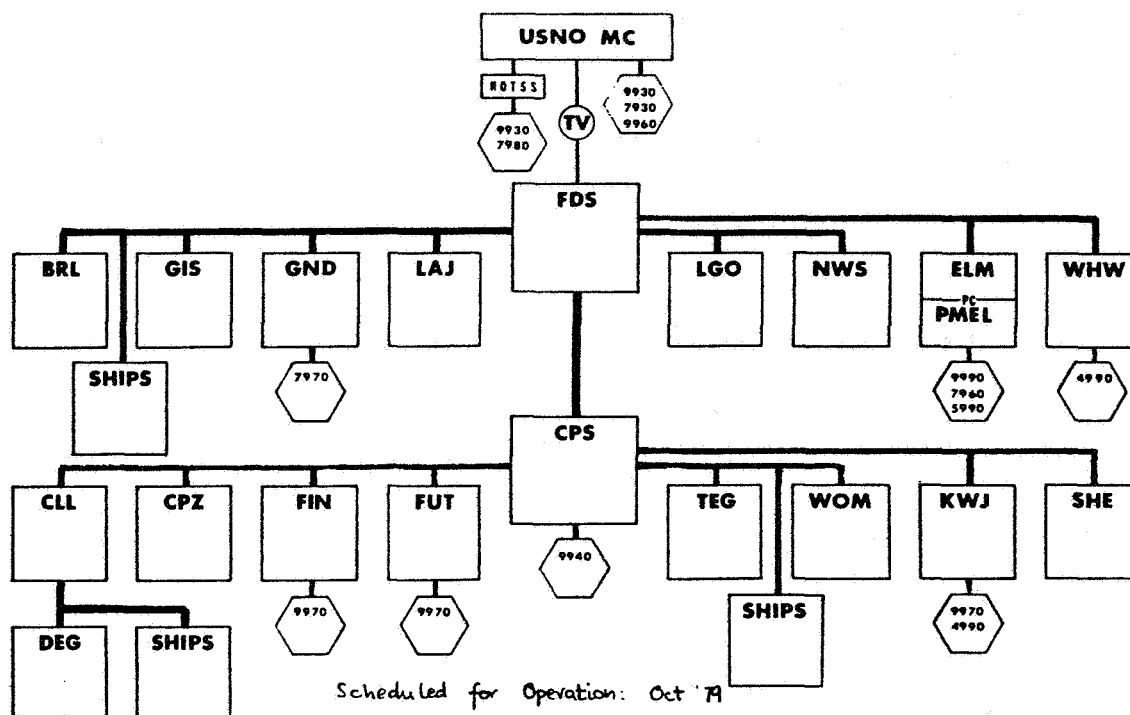 USNO MC
NOTSS
9930
7980
TV
9930
7930
9960
FDS
BRL
GIS
GND
LAJ
LGO
NWS
ELM
PC
PMEL
WHW
SHIPS
7970
9990
7960
5990
4990
CPS
CLL
CPZ
FIN
FUT
TEG
WOM
KWJ
SHE
9940
9970
9970
SHIPS
9970
4990
DEG
SHIPS
Scheduled for Operation: Oct '79